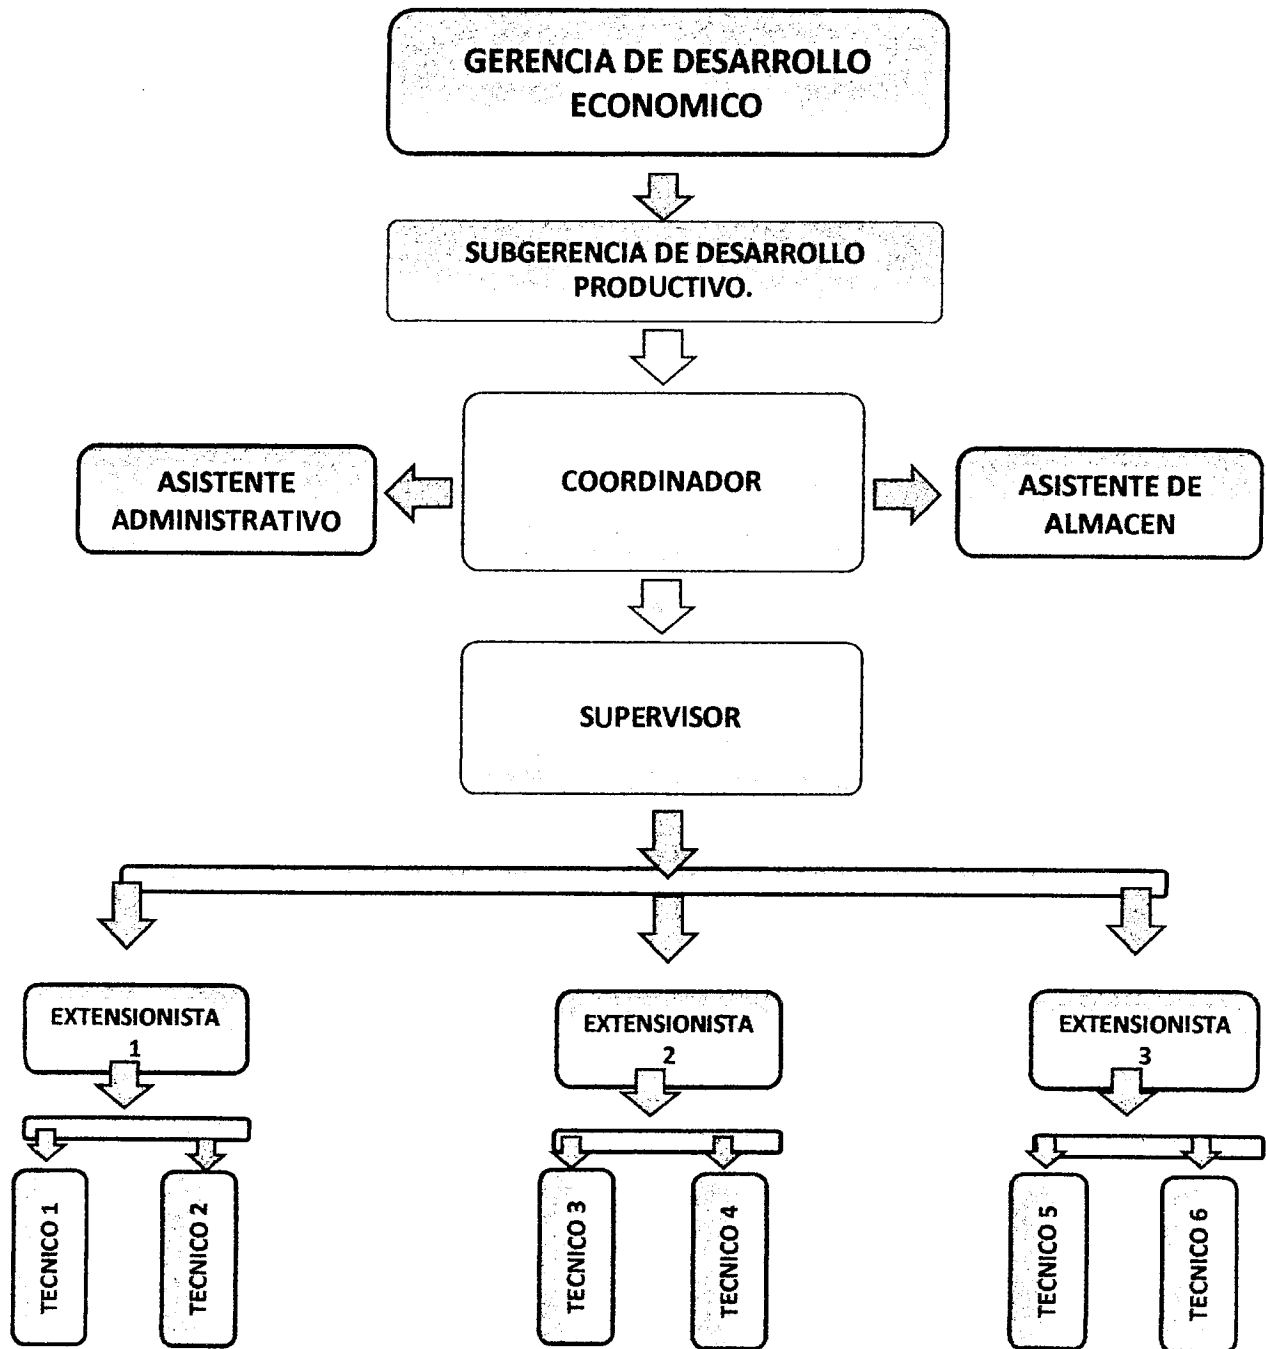 GERENCIA DE DESARROLLO
ECONOMICO
SUBGERENCIA DE DESARROLLO
PRODUCTIVO.
COORDINADOR
ASISTENTE
ADMINISTRATIVO
ASISTENTE DE
ALMACEN
SUPERVISOR
EXTENSIONISTA
1
EXTENSIONISTA
2
EXTENSIONISTA
3
TECNICO 1
TECNICO 2
TECNICO 3
TECNICO 4
TECNICO 5
TECNICO 6